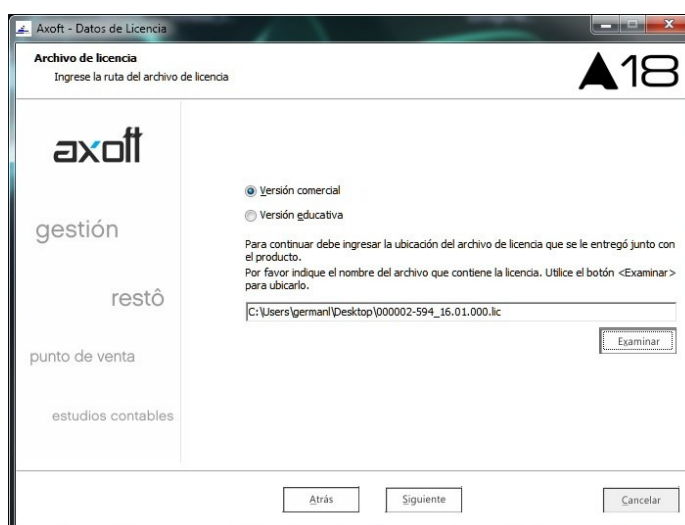 Axoft - Datos de Licencia
Archivo de licencia
Ingrese la ruta del archivo de licencia
A18
axoft
gestión
restô
punto de venta
estudios contables
Versión comercial
Versión educativa
Para continuar debe ingresar la ubicación del archivo de licencia que se le entregó junto con
el producto.
Por favor indique el nombre del archivo que contiene la licencia. Utilice el botón <Examinar>
para ubicarlo.
C:\Users\germanl\Desktop\000002-594_16.01.000.lic
Examinar
Atrás
Siguiente
Cancelar